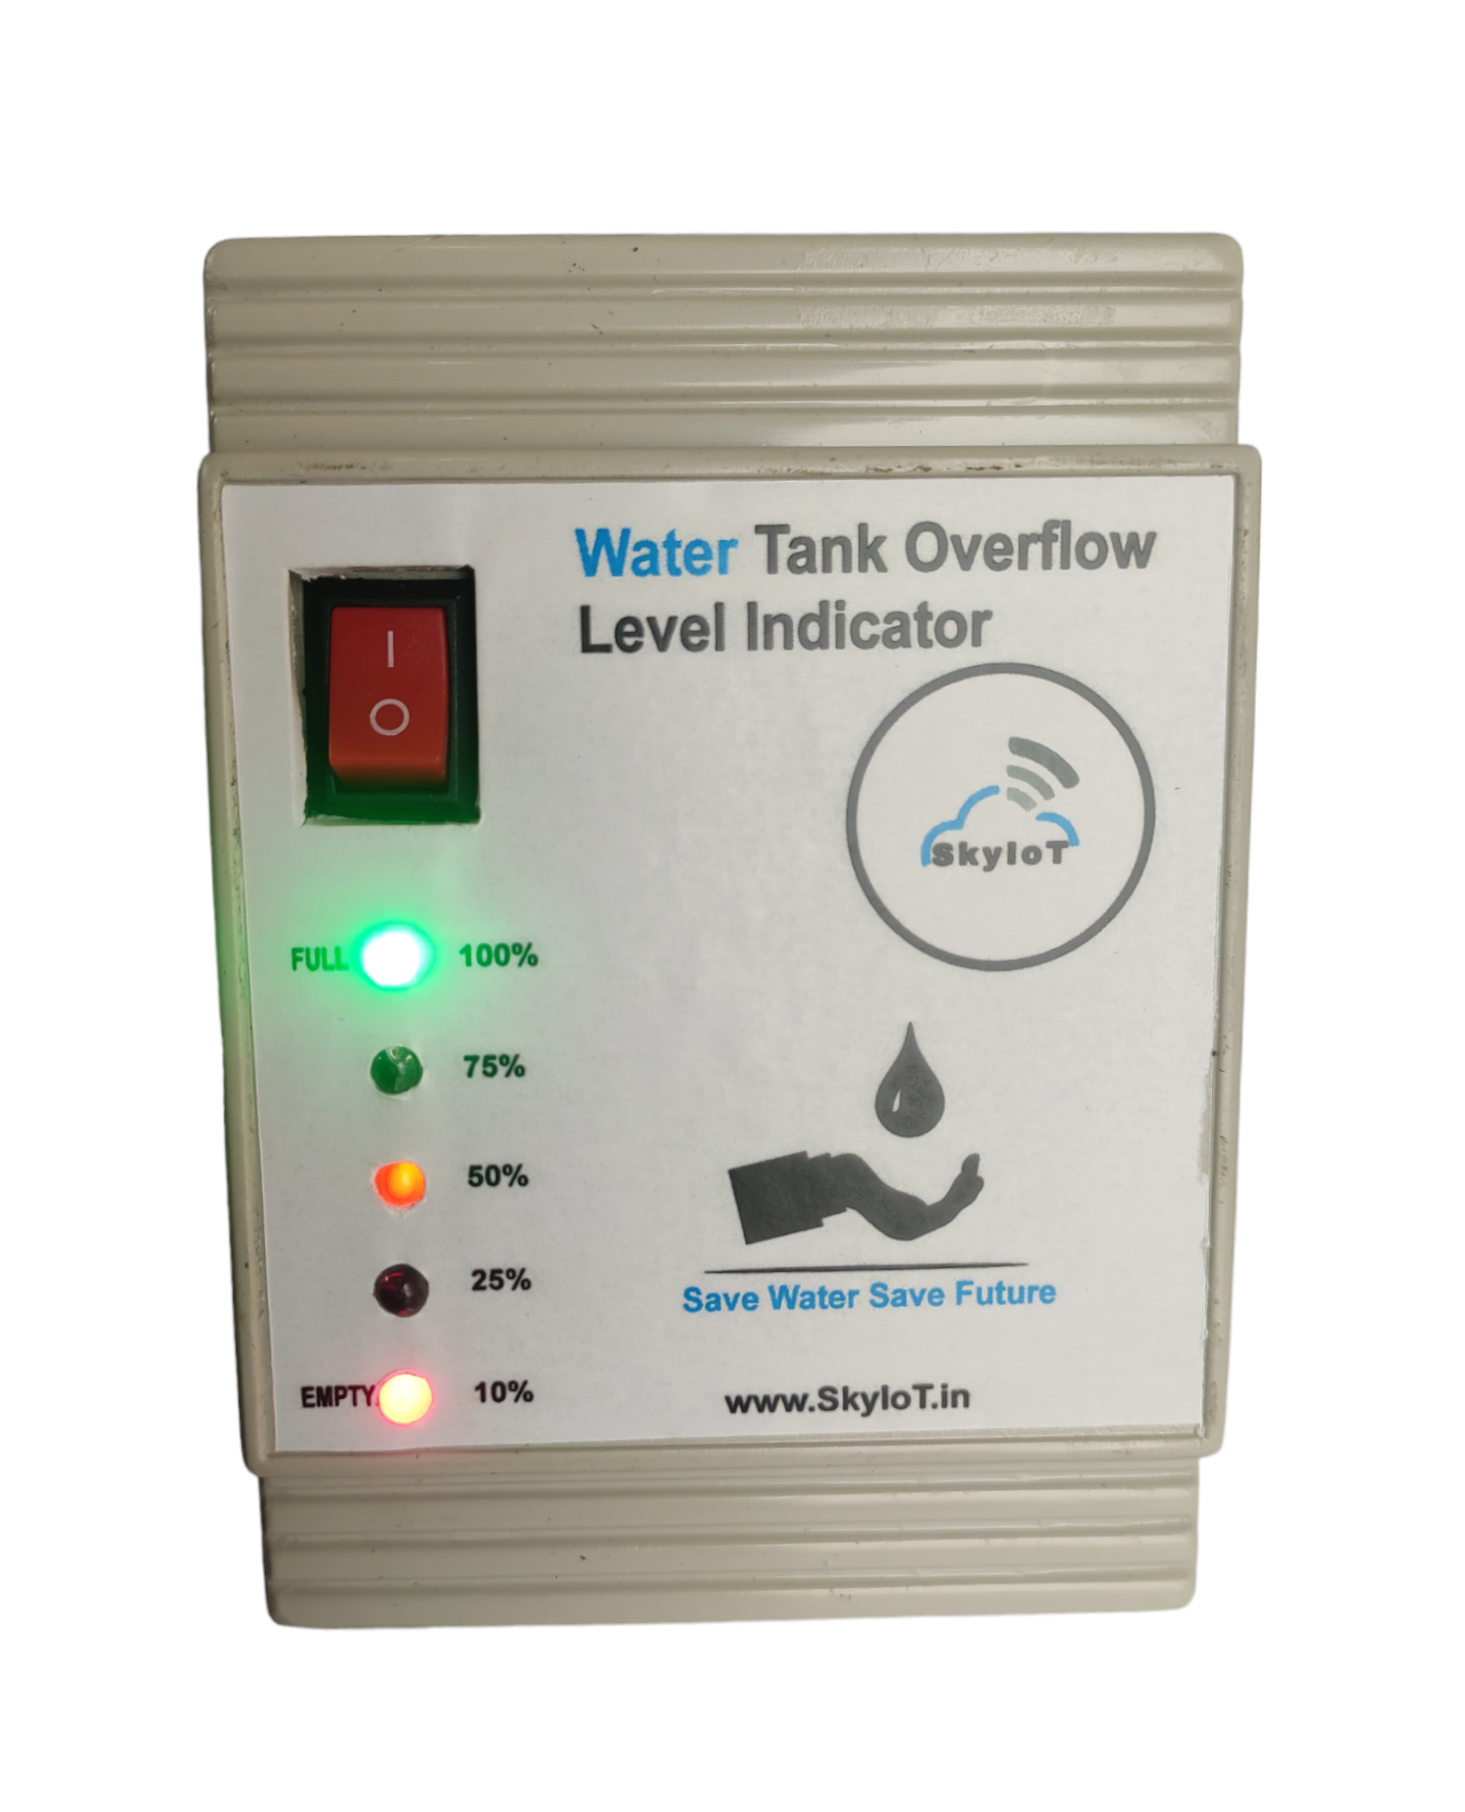 Water Tank Overflow
Level Indicator
I
O
SkyIoT
FULL 100%
75%
50%
25%
EMPTY 10%
Save Water Save Future
www.SkyIoT.in